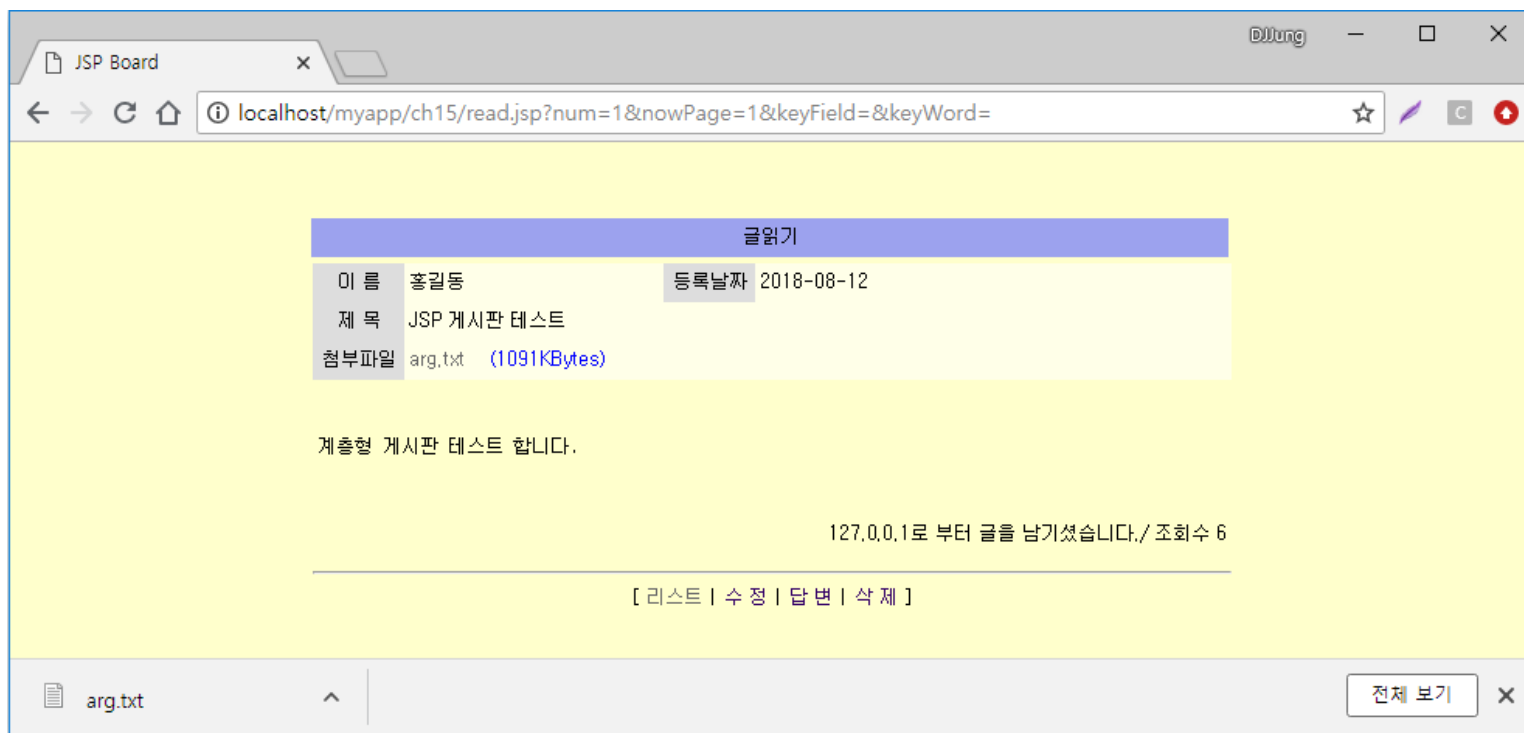 DJJung
JSP Board
localhost/myapp/ch15/read.jsp?num=1&nowPage=1&keyField=&keyWord=
C
글읽기
이 름 홍길동 등록날짜 2018-08-12
제 목 JSP 게시판 테스트
첨부파일 arg.txt (1091KBytes)
계층형 게시판 테스트 합니다.
127.0.0.1로 부터 글을 남기셨습니다./ 조회수 6
[ 리스트 | 수 정 | 답 변 | 삭 제 ]
arg.txt 전체 보기